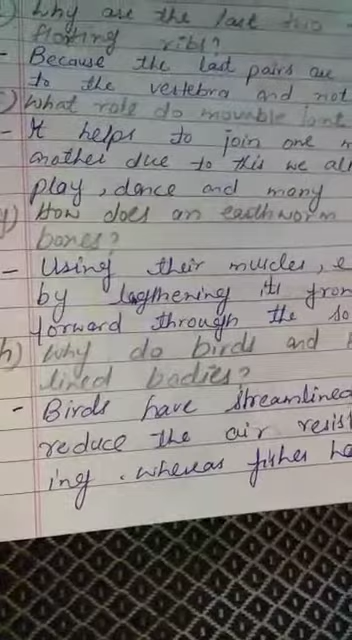 ) Why are the last two
floating ribs?
- Because the last pairs are
to the vertebra and not
) What role do movable joint
- It helps to join one
another due to this we al
play, dance and many
g) How does an earthworm
bones?
- Using their muscles, e
by legthening its fron
forward through the so
h) Why do birds and
lined bodies?
- Birds have streamlined
reduce the air resist
ing. whereas fishes ha